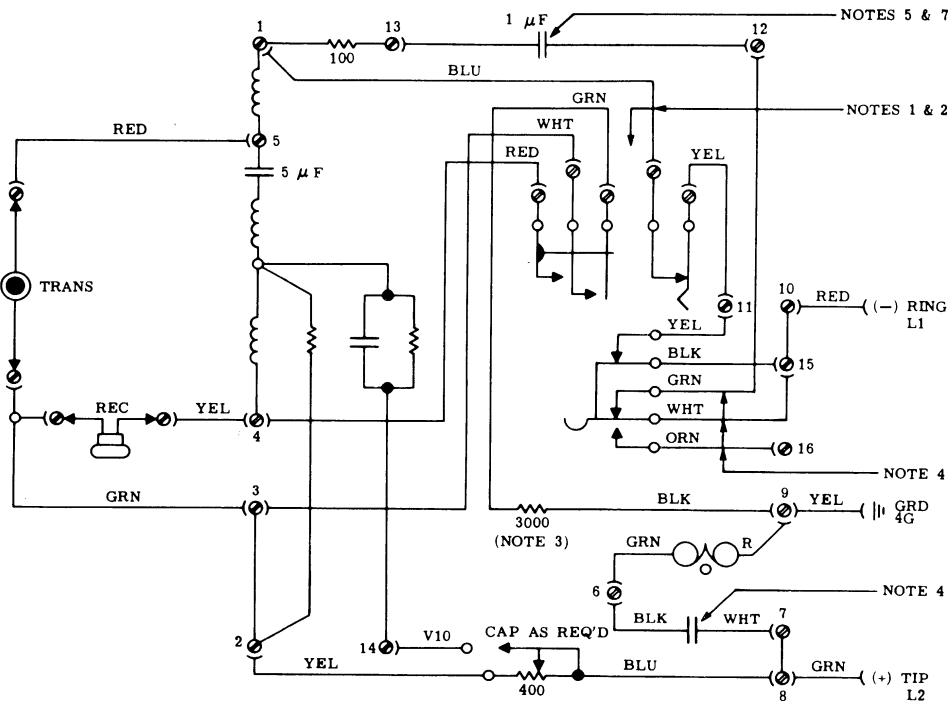 1
13
1 μF
12
NOTES 5 & 7
100
BLU
GRN
NOTES 1 & 2
WHT
RED
5
RED
YEL
5 μF
TRANS
11
10
RED
(−) RING
L1
YEL
BLK
15
GRN
REC
YEL
4
WHT
ORN
16
NOTE 4
GRN
3
BLK
9
YEL
GRD
4G
3000
(NOTE 3)
GRN
R
6
NOTE 4
BLK
WHT
7
2
14
V10
CAP AS REQ'D
YEL
400
BLU
8
GRN
(+) TIP
L2